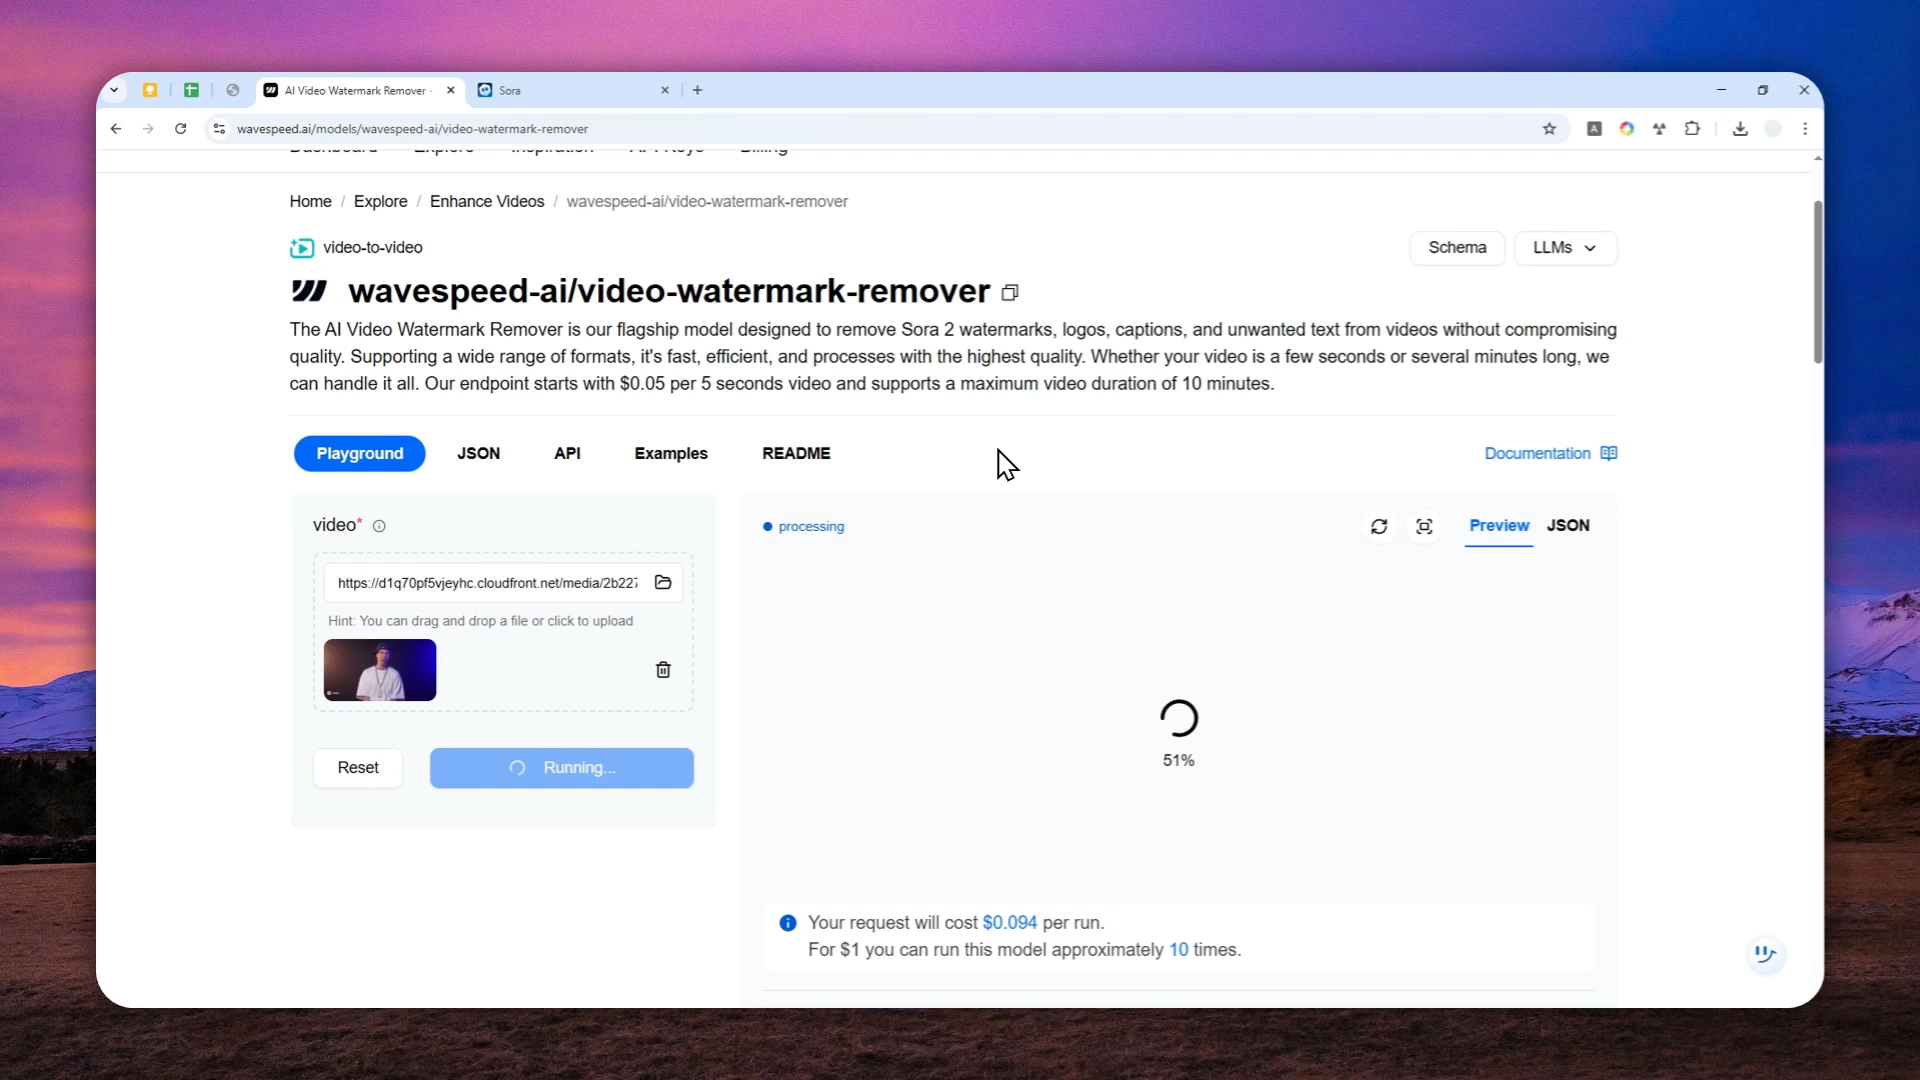 AI Video Watermark Remover -
Sora
wavespeed.ai/models/wavespeed-ai/video-watermark-remover
Dashboard Explore Inspiration API Keys Billing
Home / Explore / Enhance Videos / wavespeed-ai/video-watermark-remover
video-to-video
Schema
LLMs
wavespeed-ai/video-watermark-remover
The AI Video Watermark Remover is our flagship model designed to remove Sora 2 watermarks, logos, captions, and unwanted text from videos without compromising
quality. Supporting a wide range of formats, it's fast, efficient, and processes with the highest quality. Whether your video is a few seconds or several minutes long, we
can handle it all. Our endpoint starts with $0.05 per 5 seconds video and supports a maximum video duration of 10 minutes.
Playground JSON API Examples README
Documentation
video*
processing
Preview JSON
https://d1q70pf5vjeyhc.cloudfront.net/media/2b227
Hint: You can drag and drop a file or click to upload
Reset
Running...
51%
Your request will cost $0.094 per run.
For $1 you can run this model approximately 10 times.